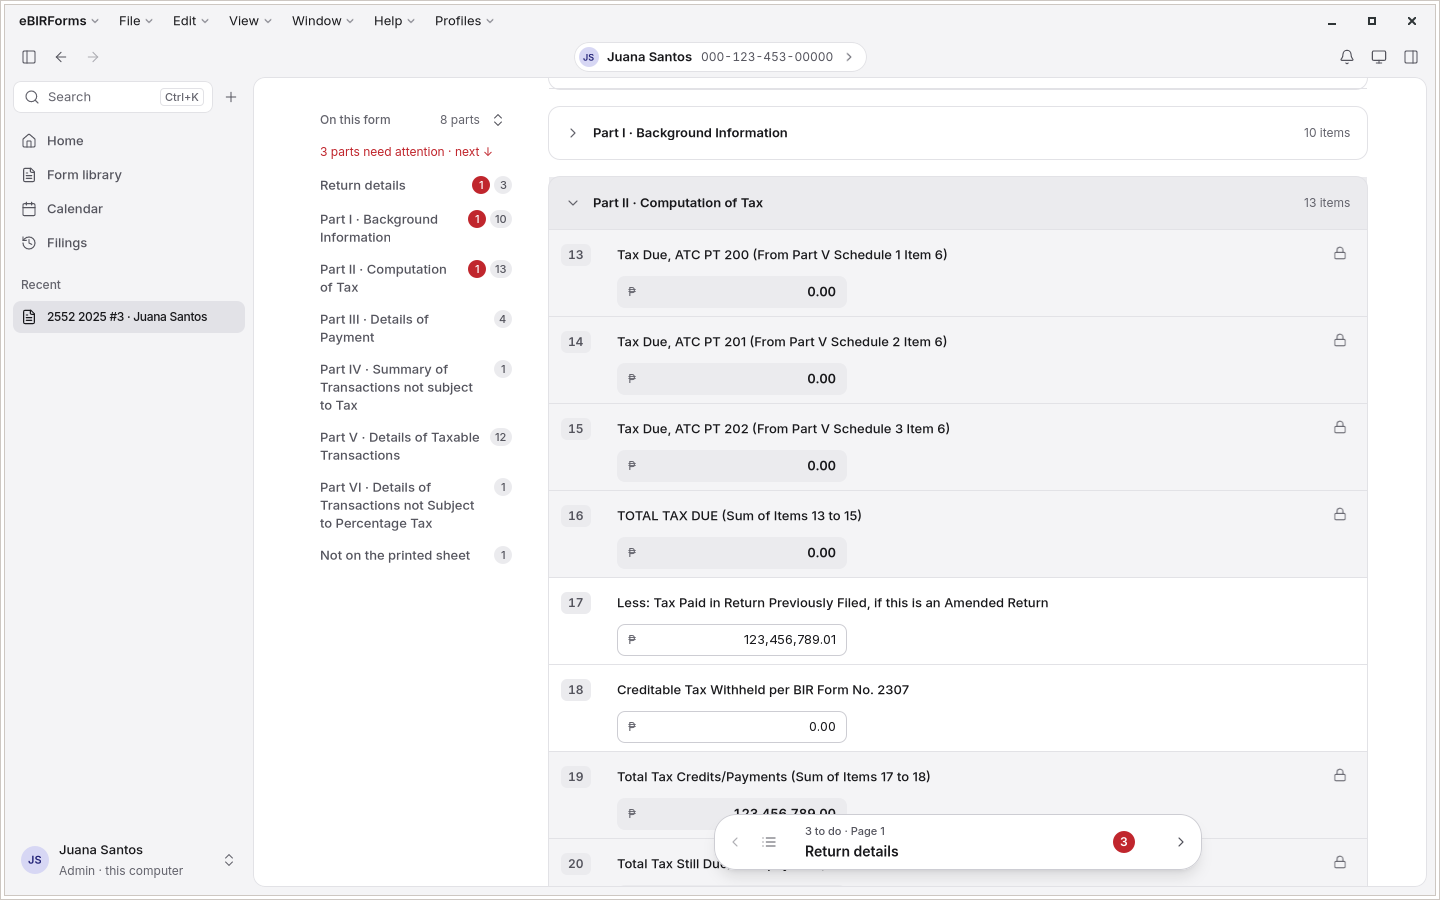 eBIRForms File Edit View Window Help Profiles
JS Juana Santos 000-123-453-00000
Search Ctrl+K
Home
Form library
Calendar
Filings
Recent
2552 2025 #3 · Juana Santos
JS Juana Santos
Admin · this computer
On this form 8 parts
3 parts need attention · next ↓
Return details 1 3
Part I · Background 1 10
Information
Part II · Computation 1 13
of Tax
Part III · Details of 4
Payment
Part IV · Summary of 1
Transactions not subject
to Tax
Part V · Details of Taxable 12
Transactions
Part VI · Details of 1
Transactions not Subject
to Percentage Tax
Not on the printed sheet 1
Part I · Background Information 10 items
Part II · Computation of Tax 13 items
13 Tax Due, ATC PT 200 (From Part V Schedule 1 Item 6)
₱ 0.00
14 Tax Due, ATC PT 201 (From Part V Schedule 2 Item 6)
₱ 0.00
15 Tax Due, ATC PT 202 (From Part V Schedule 3 Item 6)
₱ 0.00
16 TOTAL TAX DUE (Sum of Items 13 to 15)
₱ 0.00
17 Less: Tax Paid in Return Previously Filed, if this is an Amended Return
₱ 123,456,789.01
18 Creditable Tax Withheld per BIR Form No. 2307
₱ 0.00
19 Total Tax Credits/Payments (Sum of Items 17 to 18)
₱ 123,456,789.00
20 Total Tax Still
3 to do · Page 1
Return details 3